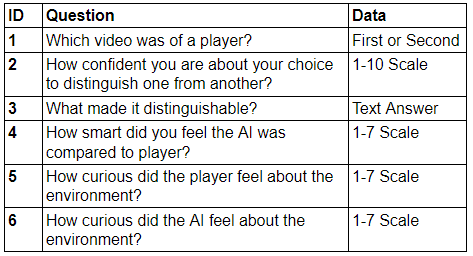 ID Question Data
1 Which video was of a player? First or Second
2 How confident you are about your choice 1-10 Scale
to distinguish one from another?
3 What made it distinguishable? Text Answer
4 How smart did you feel the AI was 1-7 Scale
compared to player?
5 How curious did the player feel about the 1-7 Scale
environment?
6 How curious did the AI feel about the 1-7 Scale
environment?